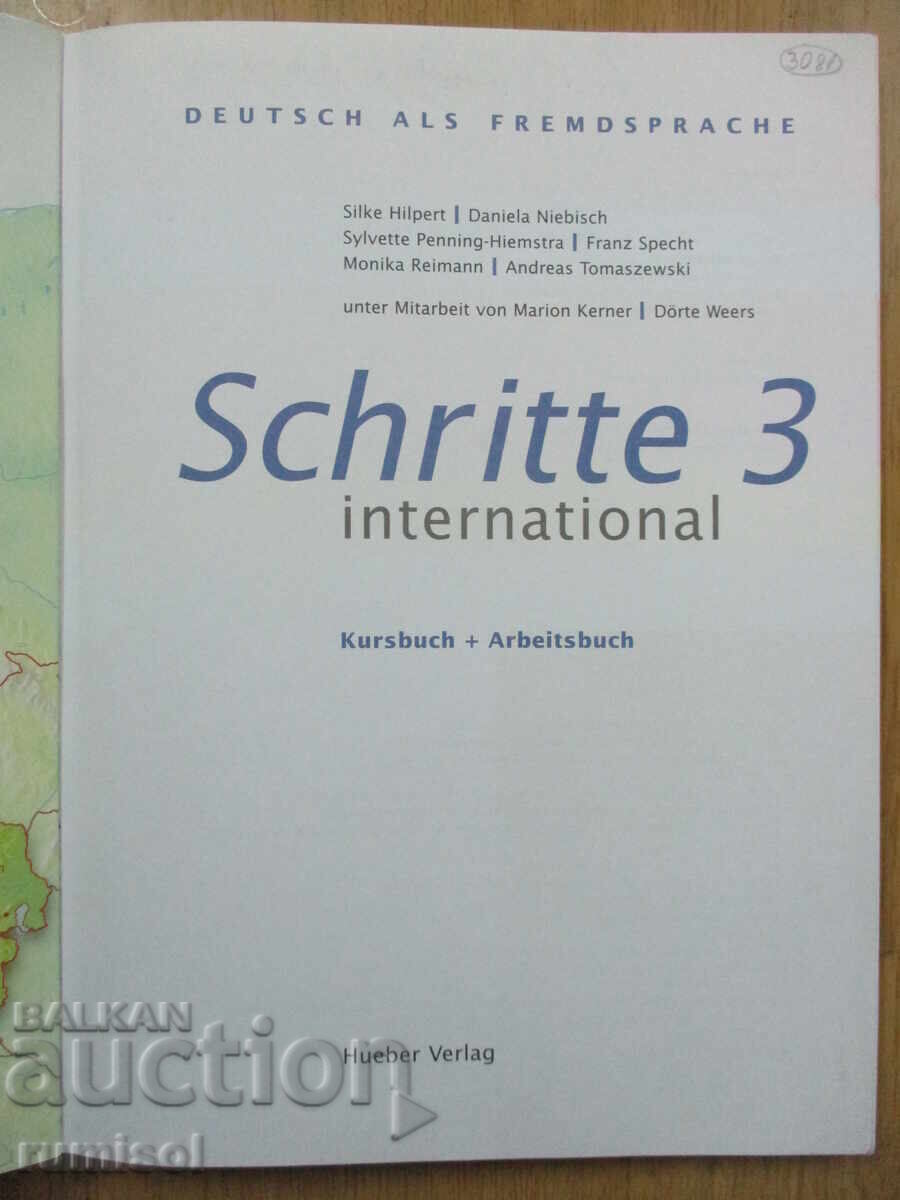 3081
DEUTSCH ALS FREMDSPRACHE
Silke Hilpert | Daniela Niebisch
Sylvette Penning-Hiemstra | Franz Specht
Monika Reimann | Andreas Tomaszewski
unter Mitarbeit von Marion Kerner | Dörte Weers
Schritte 3
international
Kursbuch + Arbeitsbuch
Hueber Verlag
BALKAN
auction
rumisol